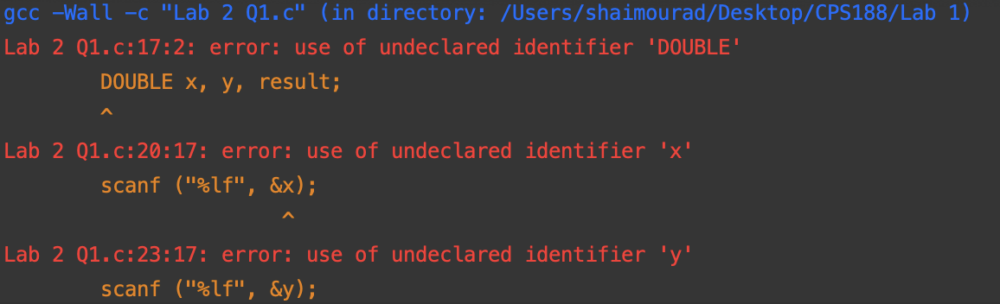 gcc -Wall -c "Lab 2 Q1.c" (in directory: /Users/shaimourad/Desktop/CPS188/Lab 1)
Lab 2 Q1.c:17:2: error: use of undeclared identifier 'DOUBLE'
        DOUBLE x, y, result;
        ^
Lab 2 Q1.c:20:17: error: use of undeclared identifier 'x'
        scanf ("%lf", &x);
                       ^
Lab 2 Q1.c:23:17: error: use of undeclared identifier 'y'
        scanf ("%lf", &y);